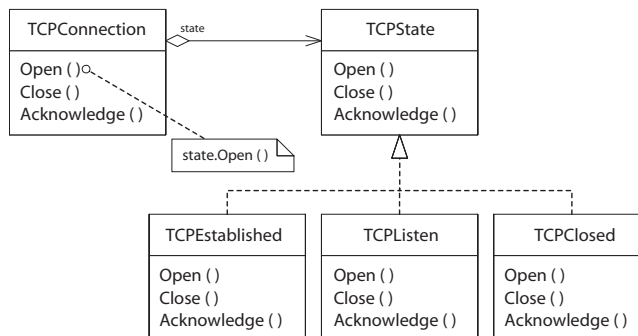 TCPConnection
Open ( )
Close ( )
Acknowledge ( )
state
TCPState
Open ( )
Close ( )
Acknowledge ( )
state.Open ( )
TCPEstablished
Open ( )
Close ( )
Acknowledge ( )
TCPListen
Open ( )
Close ( )
Acknowledge ( )
TCPClosed
Open ( )
Close ( )
Acknowledge ( )